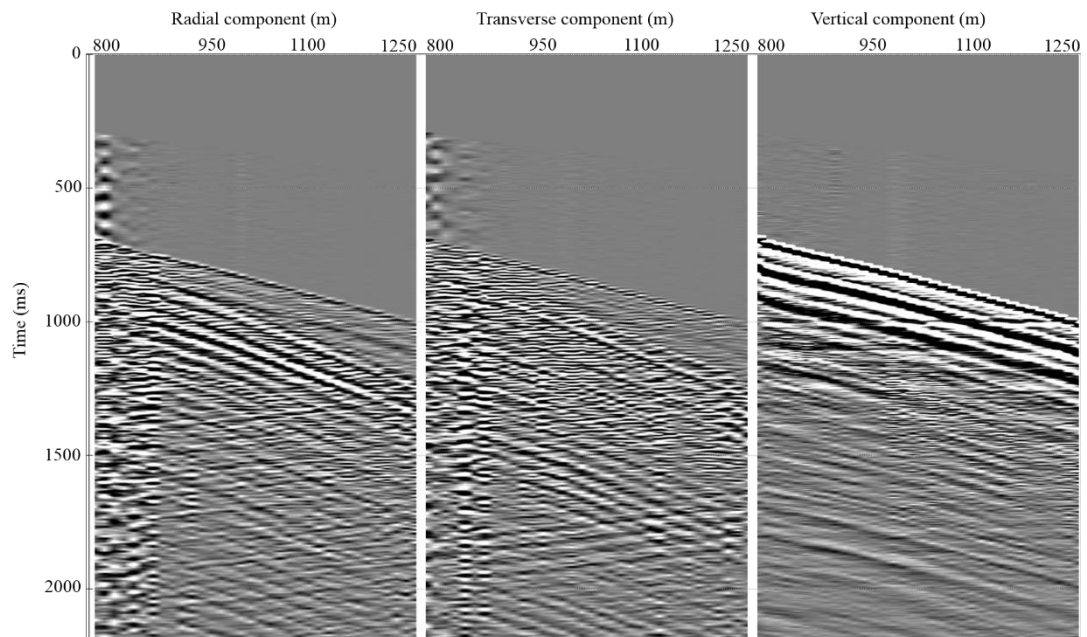 Radial component (m) Transverse component (m) Vertical component (m)
800 950 1100 1250 800 950 1100 1250 800 950 1100 1250
0
500
1000
1500
2000
Time (ms)